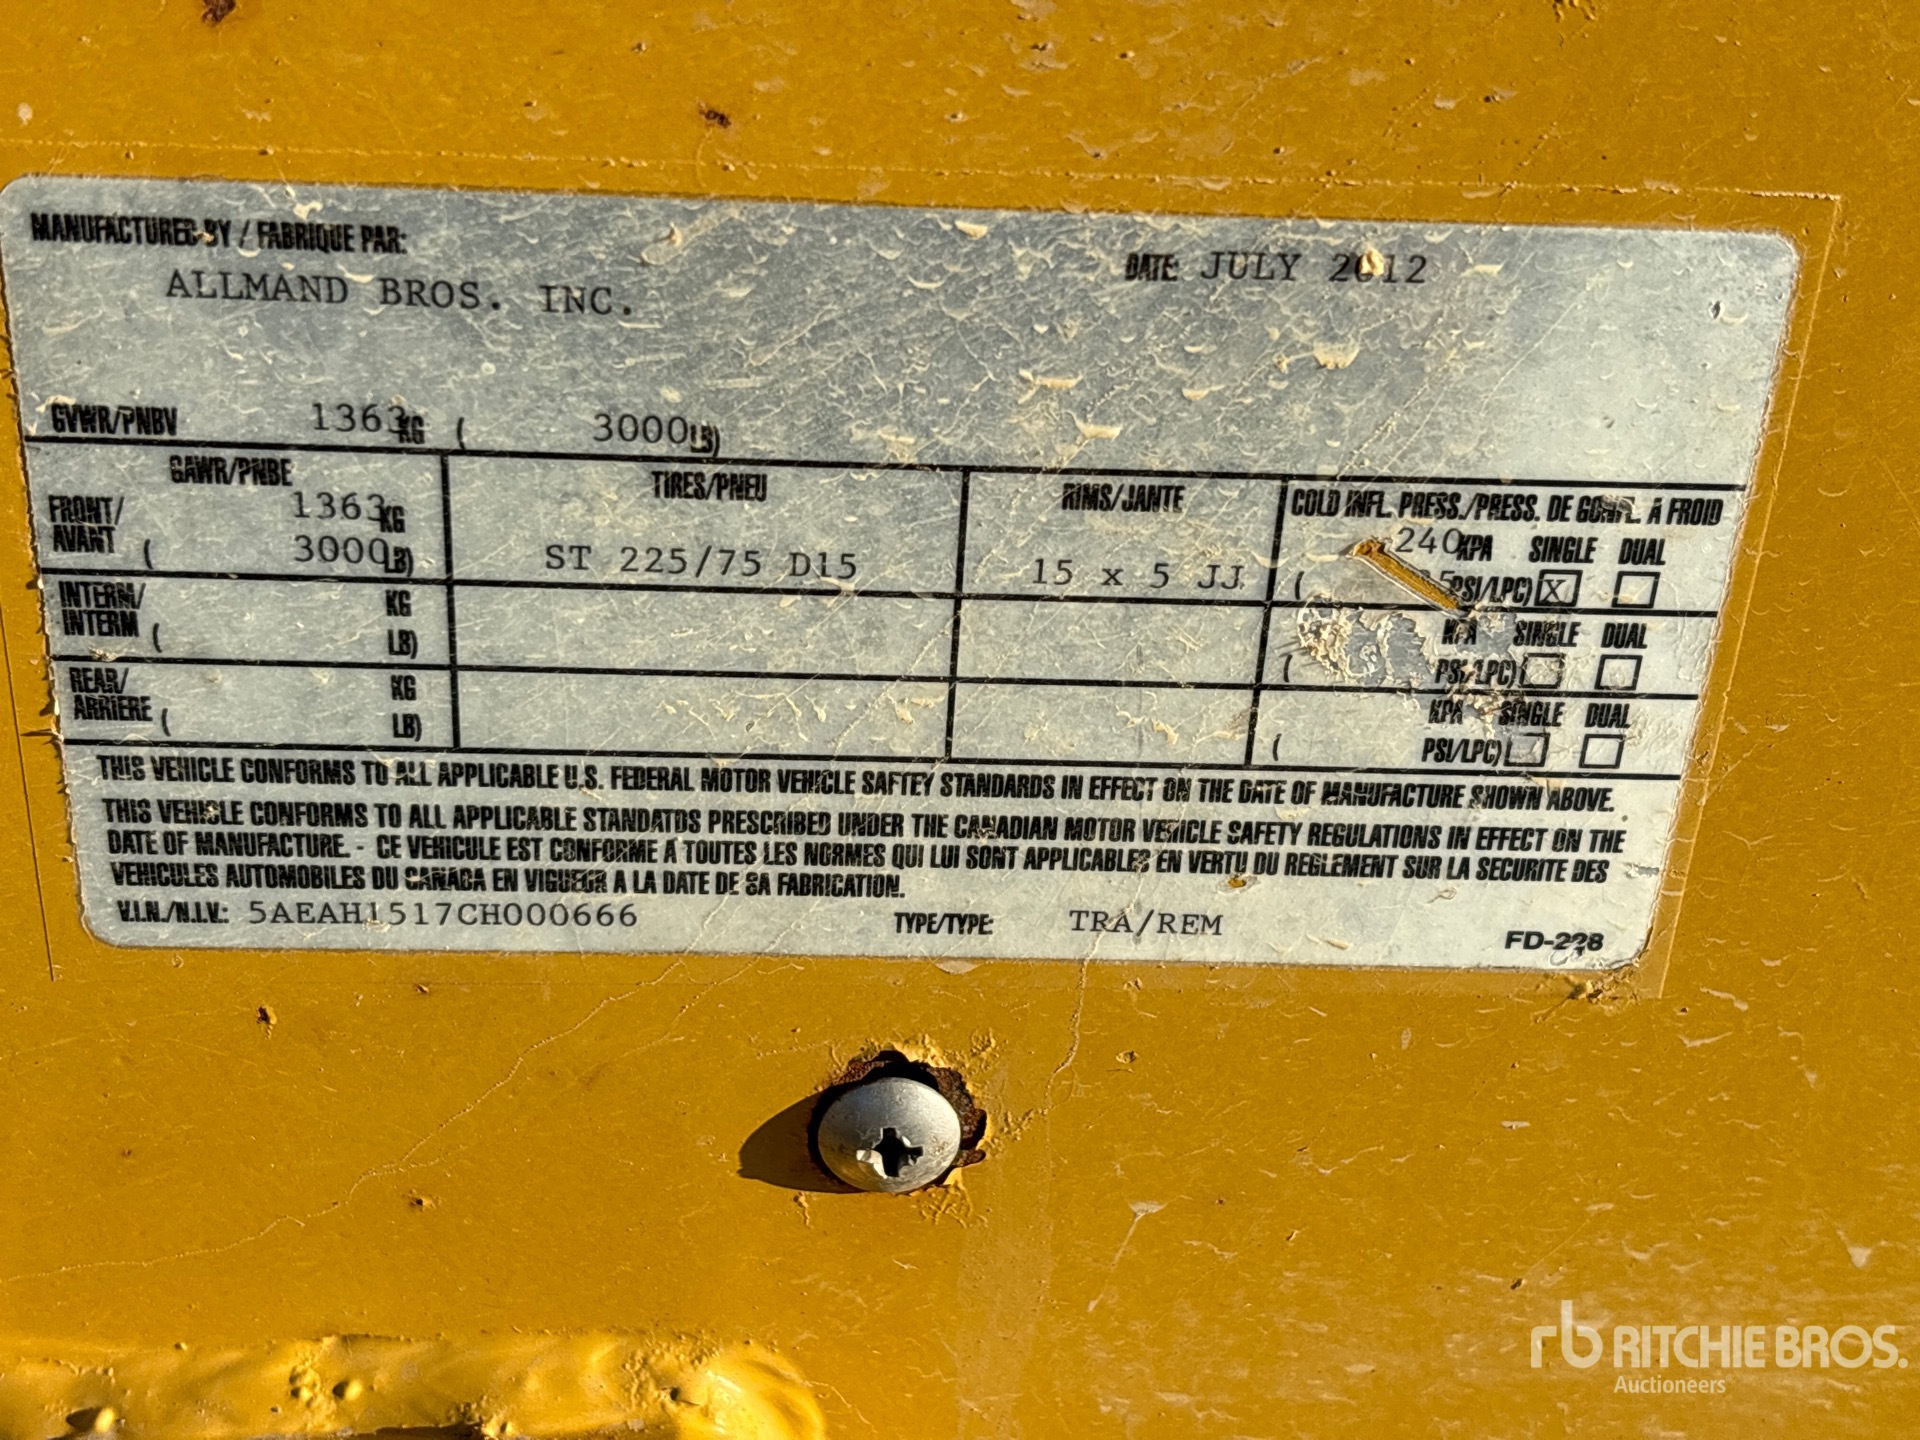 MANUFACTURED BY / FABRIQUE PAR:
ALLMAND BROS. INC.
DATE: JULY 2012
GVWR/PNBV 1363 KG ( 3000 LB)
GAWR/PNBE TIRES/PNEU RIMS/JANTE COLD INFL. PRESS./PRESS. DE GONFL. A FROID
FRONT/ 1363 KG 240 KPA SINGLE DUAL
AVANT ( 3000 LB) ST 225/75 D15 15 x 5 JJ ( 5 PSI/LPC) X
INTERM/ KG KPA SINGLE DUAL
INTERM ( LB) ( PSI/LPC)
REAR/ KG KPA SINGLE DUAL
ARRIERE ( LB) ( PSI/LPC)
THIS VEHICLE CONFORMS TO ALL APPLICABLE U.S. FEDERAL MOTOR VEHICLE SAFTEY STANDARDS IN EFFECT ON THE DATE OF MANUFACTURE SHOWN ABOVE.
THIS VEHICLE CONFORMS TO ALL APPLICABLE STANDATDS PRESCRIBED UNDER THE CANADIAN MOTOR VEHICLE SAFETY REGULATIONS IN EFFECT ON THE
DATE OF MANUFACTURE. - CE VEHICULE EST CONFORME A TOUTES LES NORMES QUI LUI SONT APPLICABLES EN VERTU DU REGLEMENT SUR LA SECURITE DES
VEHICULES AUTOMOBILES DU CANADA EN VIGUEUR A LA DATE DE SA FABRICATION.
V.I.N./N.I.V.: 5AEAH1517CH000666 TYPE/TYPE: TRA/REM FD-228
rb RITCHIE BROS.
Auctioneers